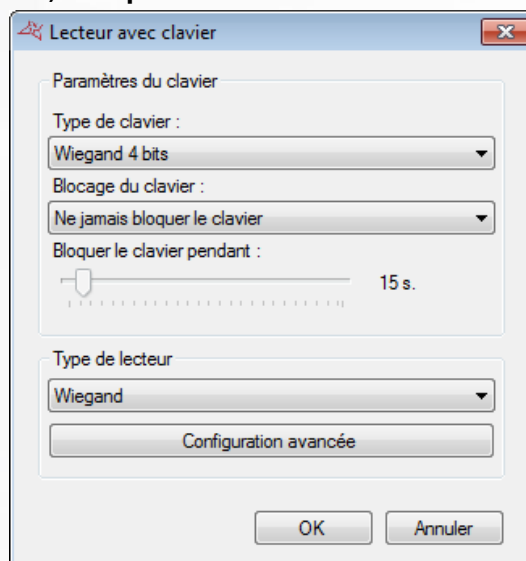 Lecteur avec clavier
Paramètres du clavier
Type de clavier :
Wiegand 4 bits
Blocage du clavier :
Ne jamais bloquer le clavier
Bloquer le clavier pendant :
15 s.
Type de lecteur
Wiegand
Configuration avancée
OK Annuler